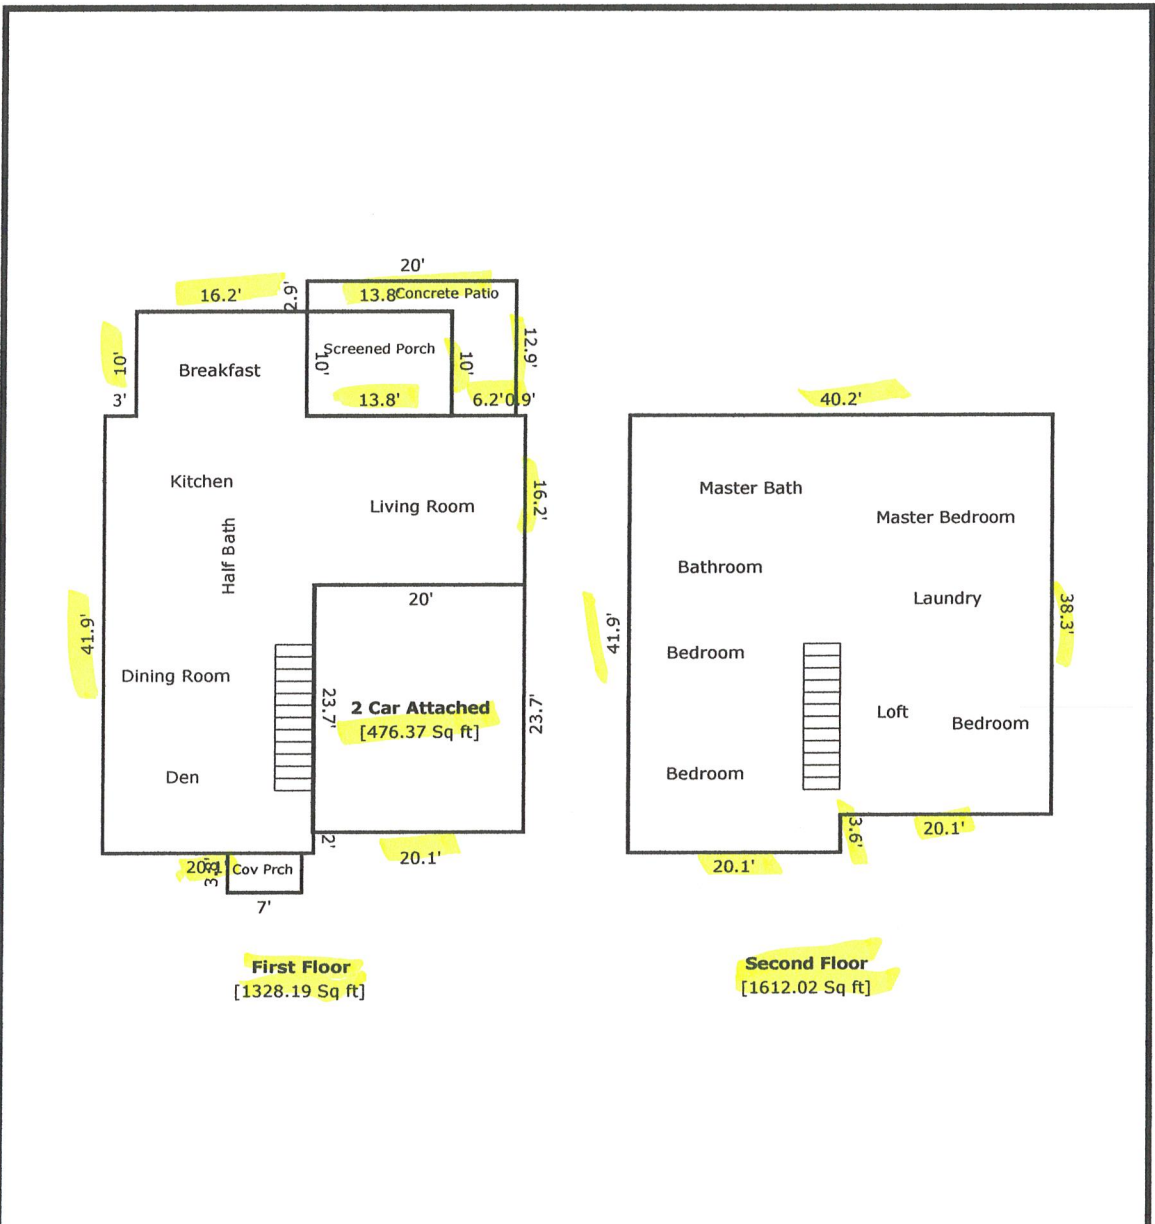 20'
16.2'
2.9'
13.8'
Concrete Patio
10'
Breakfast
10'
Screened Porch
10'
12.9'
3'
13.8'
6.2'
0.9'
Kitchen
Living Room
16.2'
Half Bath
20'
41.9'
Dining Room
23.7'
2 Car Attached
[476.37 Sq ft]
23.7'
Den
2'
20.1'
20.1'
3.8'
Cov Prch
7'
First Floor
[1328.19 Sq ft]
40.2'
Master Bath
Master Bedroom
Bathroom
Laundry
41.9'
38.3'
Bedroom
Loft
Bedroom
Bedroom
3.6'
20.1'
20.1'
Second Floor
[1612.02 Sq ft]